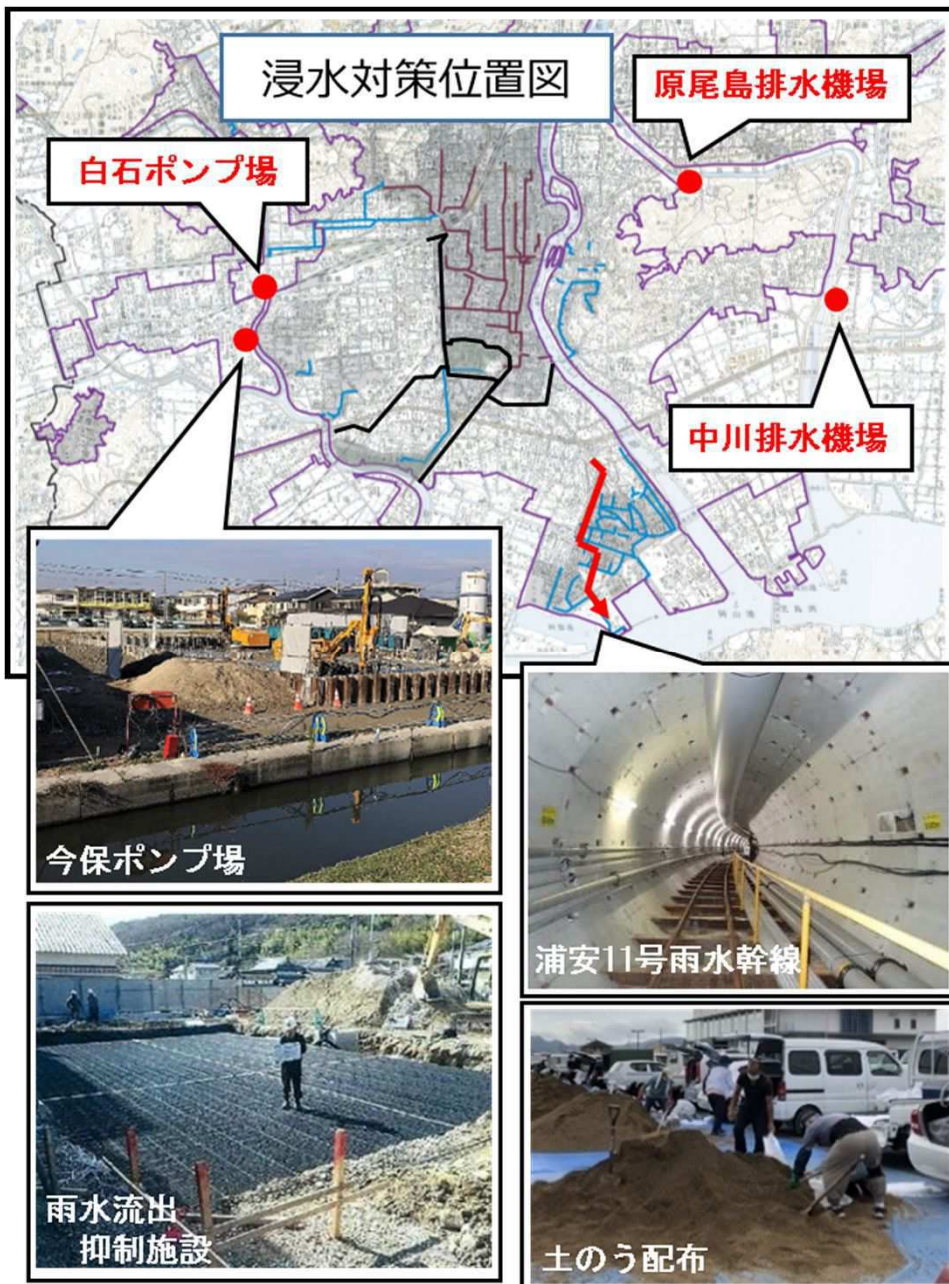 浸水対策位置図
原尾島排水機場
白石ポンプ場
中川排水機場
今保ポンプ場
浦安11号雨水幹線
雨水流出
抑制施設
土のう配布